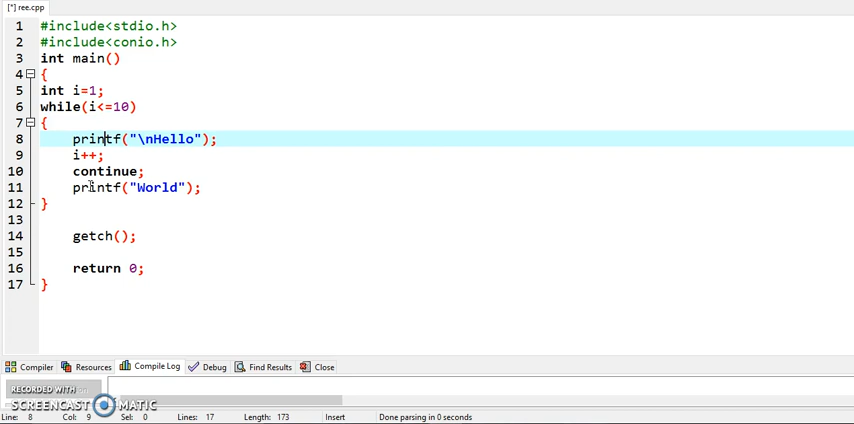 [*] ree.cpp
1 #include<stdio.h>
2 #include<conio.h>
3 int main()
4 {
5 int i=1;
6 while(i<=10)
7 {
8 printf("\nHello");
9 i++;
10 continue;
11 printf("World");
12 }
13
14 getch();
15
16 return 0;
17 }
Compiler Resources Compile Log Debug Find Results Close
RECORDED WITH
SCREENCAST MATIC
Line: 8 Col: 9 Sel: 0 Lines: 17 Length: 173 Insert Done parsing in 0 seconds